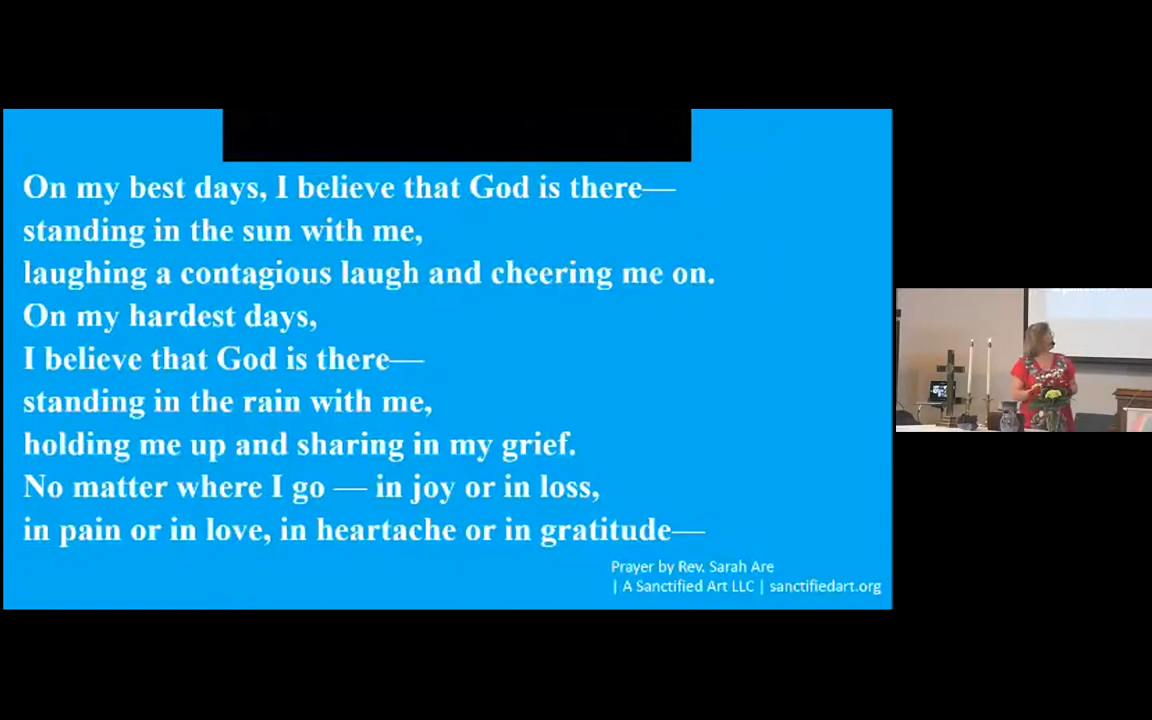 On my best days, I believe that God is there—
standing in the sun with me,
laughing a contagious laugh and cheering me on.
On my hardest days,
I believe that God is there—
standing in the rain with me,
holding me up and sharing in my grief.
No matter where I go — in joy or in loss,
in pain or in love, in heartache or in gratitude—
Prayer by Rev. Sarah Are
| A Sanctified Art LLC | sanctifiedart.org